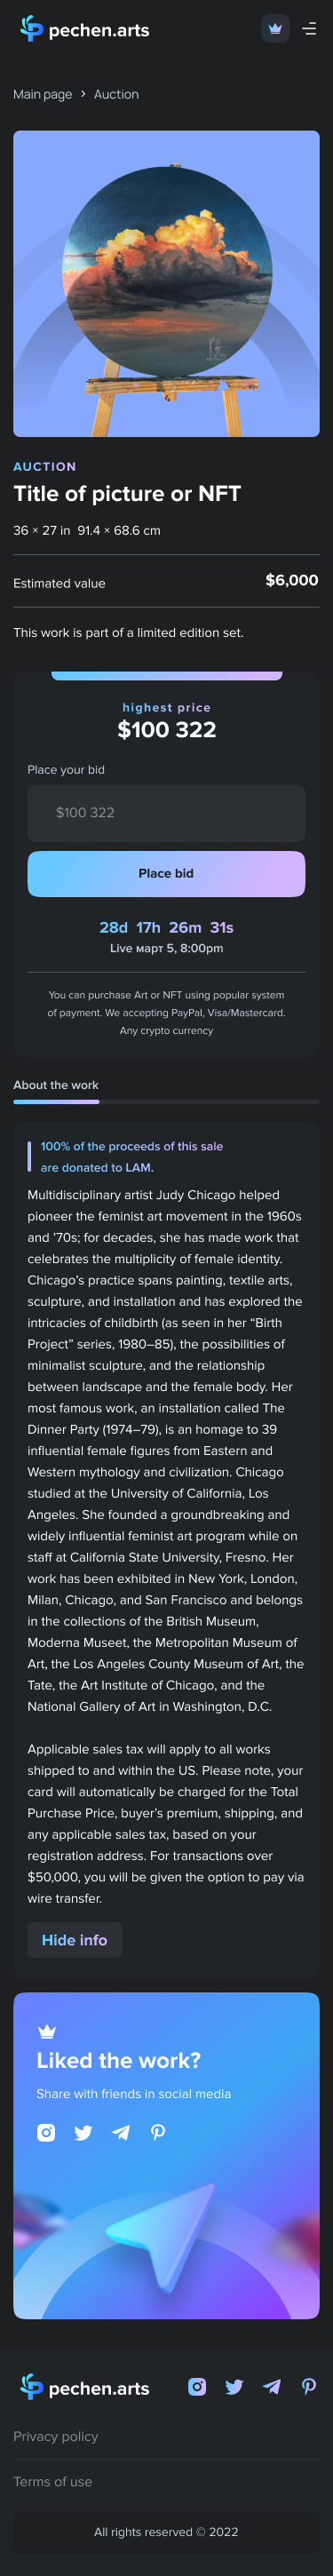 pechen.arts
Main page > Auction
AUCTION
Title of picture or NFT
36 × 27 in 91.4 × 68.6 cm
Estimated value $6,000
This work is part of a limited edition set.
highest price
$100 322
Place your bid
$100 322
Place bid
28d 17h 26m 31s
Live март 5, 8:00pm
You can purchase Art or NFT using popular system
of payment. We accepting PayPal, Visa/Mastercard.
Any crypto currency
About the work
100% of the proceeds of this sale
are donated to LAM.
Multidisciplinary artist Judy Chicago helped
pioneer the feminist art movement in the 1960s
and ’70s; for decades, she has made work that
celebrates the multiplicity of female identity.
Chicago’s practice spans painting, textile arts,
sculpture, and installation and has explored the
intricacies of childbirth (as seen in her “Birth
Project” series, 1980–85), the possibilities of
minimalist sculpture, and the relationship
between landscape and the female body. Her
most famous work, an installation called The
Dinner Party (1974–79), is an homage to 39
influential female figures from Eastern and
Western mythology and civilization. Chicago
studied at the University of California, Los
Angeles. She founded a groundbreaking and
widely influential feminist art program while on
staff at California State University, Fresno. Her
work has been exhibited in New York, London,
Milan, Chicago, and San Francisco and belongs
in the collections of the British Museum,
Moderna Museet, the Metropolitan Museum of
Art, the Los Angeles County Museum of Art, the
Tate, the Art Institute of Chicago, and the
National Gallery of Art in Washington, D.C.
Applicable sales tax will apply to all works
shipped to and within the US. Please note, your
card will automatically be charged for the Total
Purchase Price, buyer’s premium, shipping, and
any applicable sales tax, based on your
registration address. For transactions over
$50,000, you will be given the option to pay via
wire transfer.
Hide info
Liked the work?
Share with friends in social media
pechen.arts
Privacy policy
Terms of use
All rights reserved © 2022